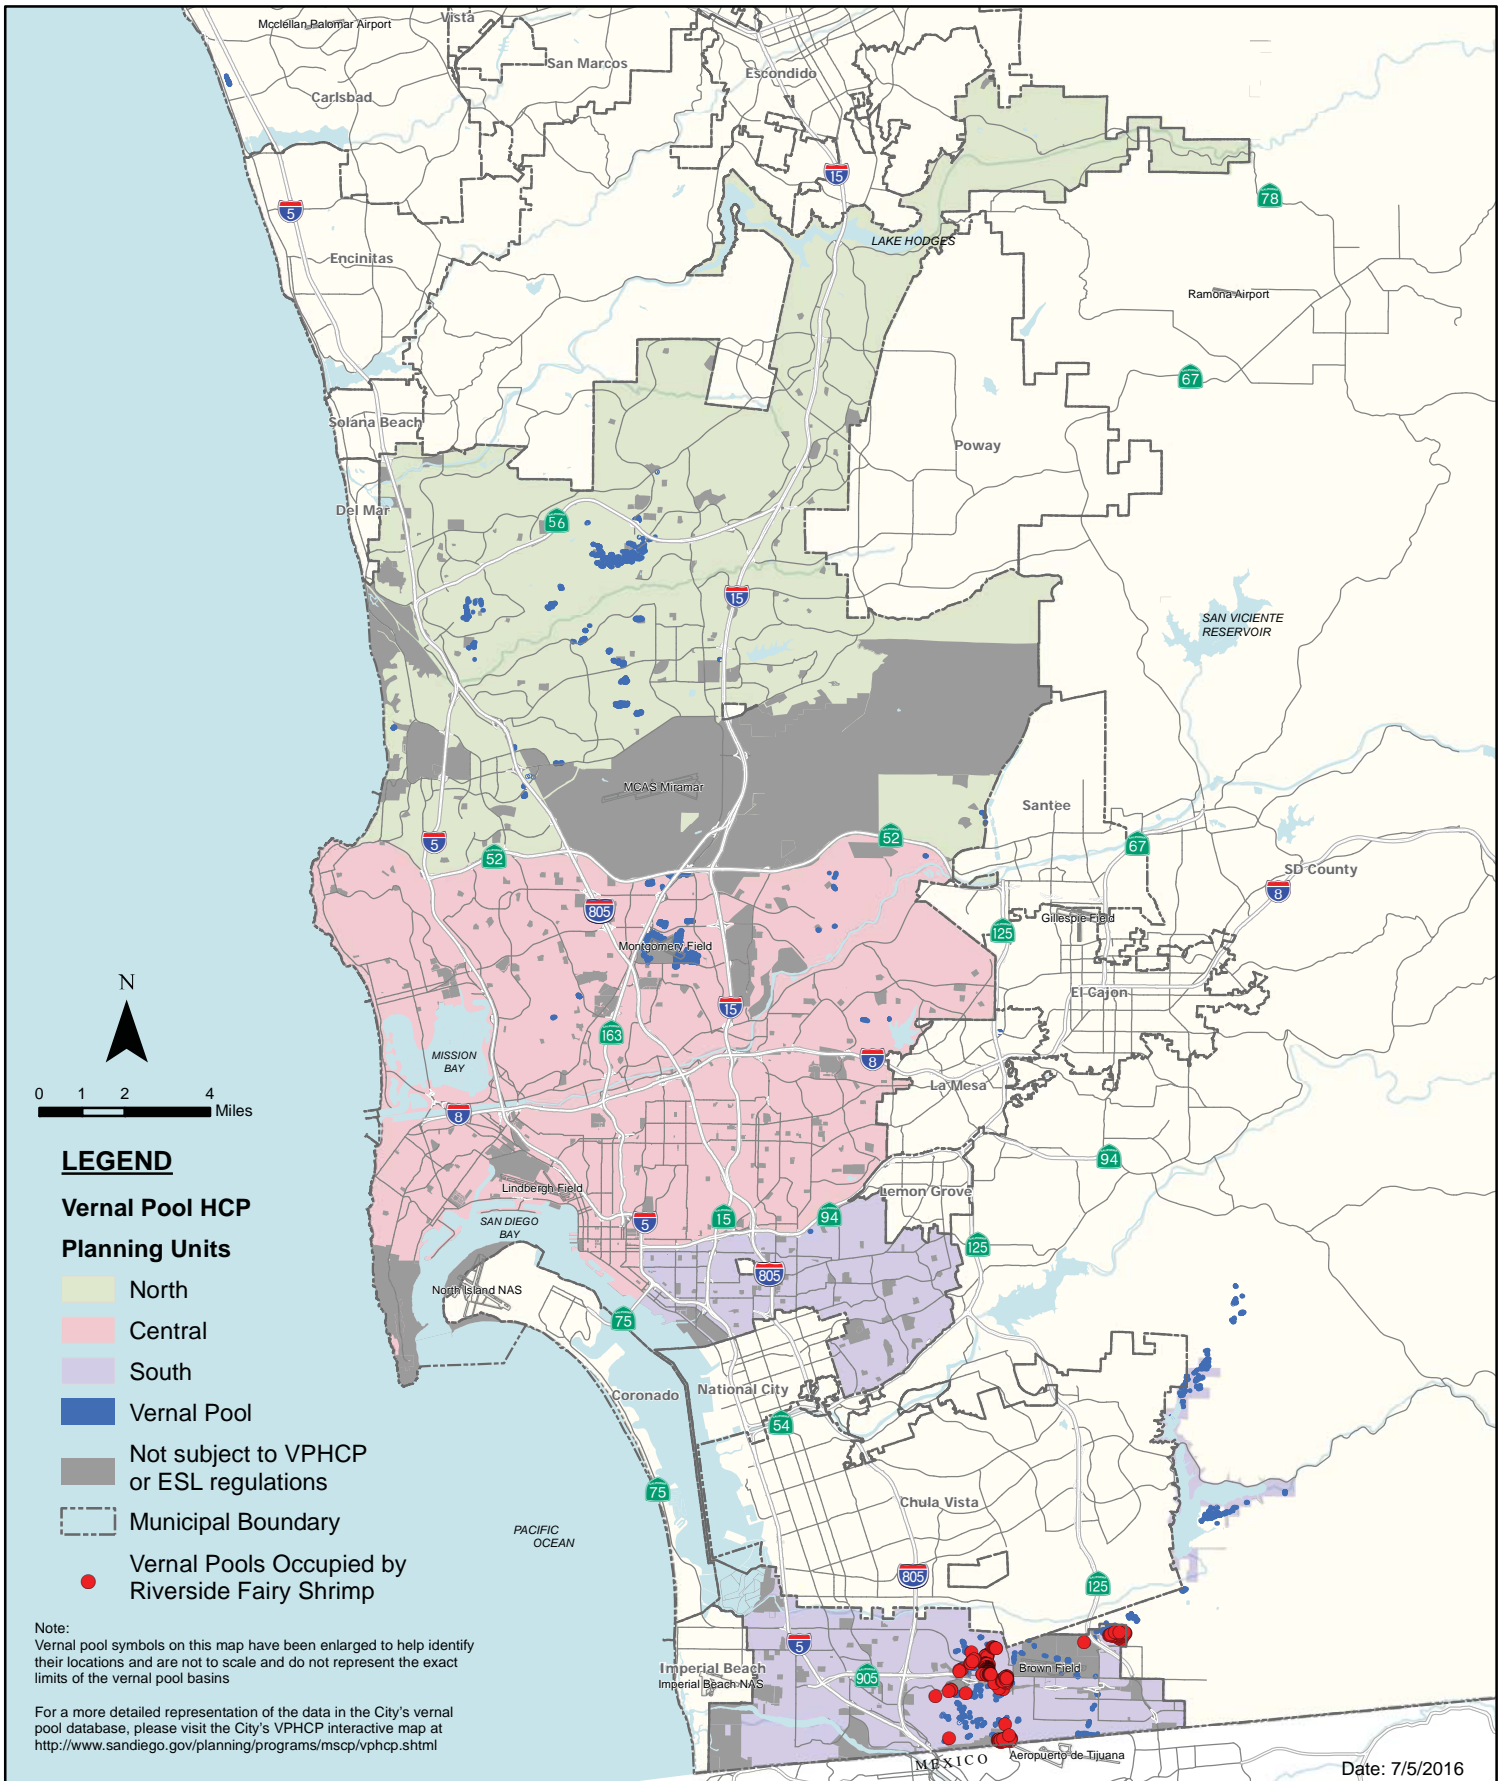 Mcclellan Palomar Airport
Vista
San Marcos
Escondido
Carlsbad
15
78
5
LAKE HODGES
Encinitas
Ramona Airport
67
Solana Beach
Poway
Del Mar
56
15
SAN VICIENTE
RESERVOIR
MCAS Miramar
Santee
5
52
52
67
SD County
8
805
125
Gillespie Field
Montgomery Field
El Cajon
N
15
163
MISSION
BAY
8
La Mesa
0 1 2 4
Miles
8
94
LEGEND
Vernal Pool HCP
Planning Units
North
Central
South
Vernal Pool
Not subject to VPHCP
or ESL regulations
Municipal Boundary
Vernal Pools Occupied by
Riverside Fairy Shrimp
Lindbergh Field
Lemon Grove
SAN DIEGO
BAY
5
15
94
125
805
North Island NAS
75
Coronado
National City
54
75
Chula Vista
PACIFIC
OCEAN
805
125
5
Imperial Beach
Imperial Beach NAS
905
Brown Field
MEXICO
Aeropuerto de Tijuana
Note:
Vernal pool symbols on this map have been enlarged to help identify
their locations and are not to scale and do not represent the exact
limits of the vernal pool basins
For a more detailed representation of the data in the City's vernal
pool database, please visit the City's VPHCP interactive map at
http://www.sandiego.gov/planning/programs/mscp/vphcp.shtml
Date: 7/5/2016